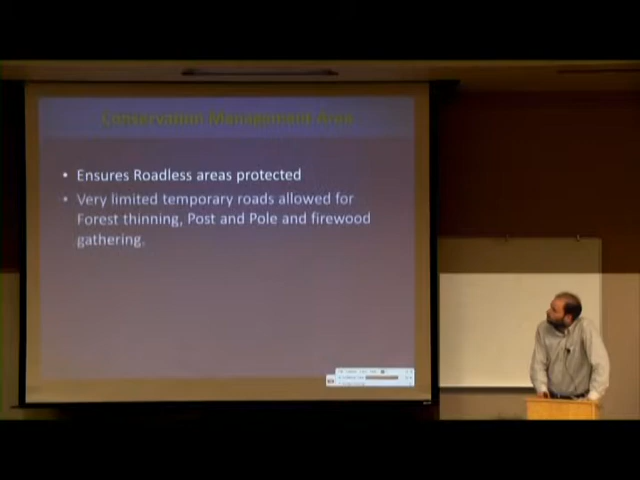 Conservation Management Area
• Ensures Roadless areas protected
• Very limited temporary roads allowed for
Forest thinning, Post and Pole and firewood
gathering.